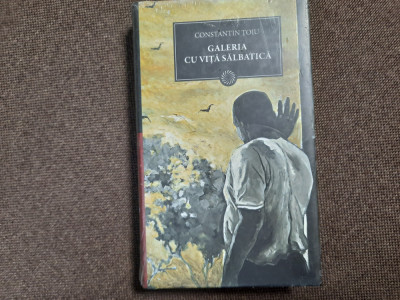 CONSTANTIN ȚOIU
GALERIA
CU VIȚĂ SĂLBATICĂ